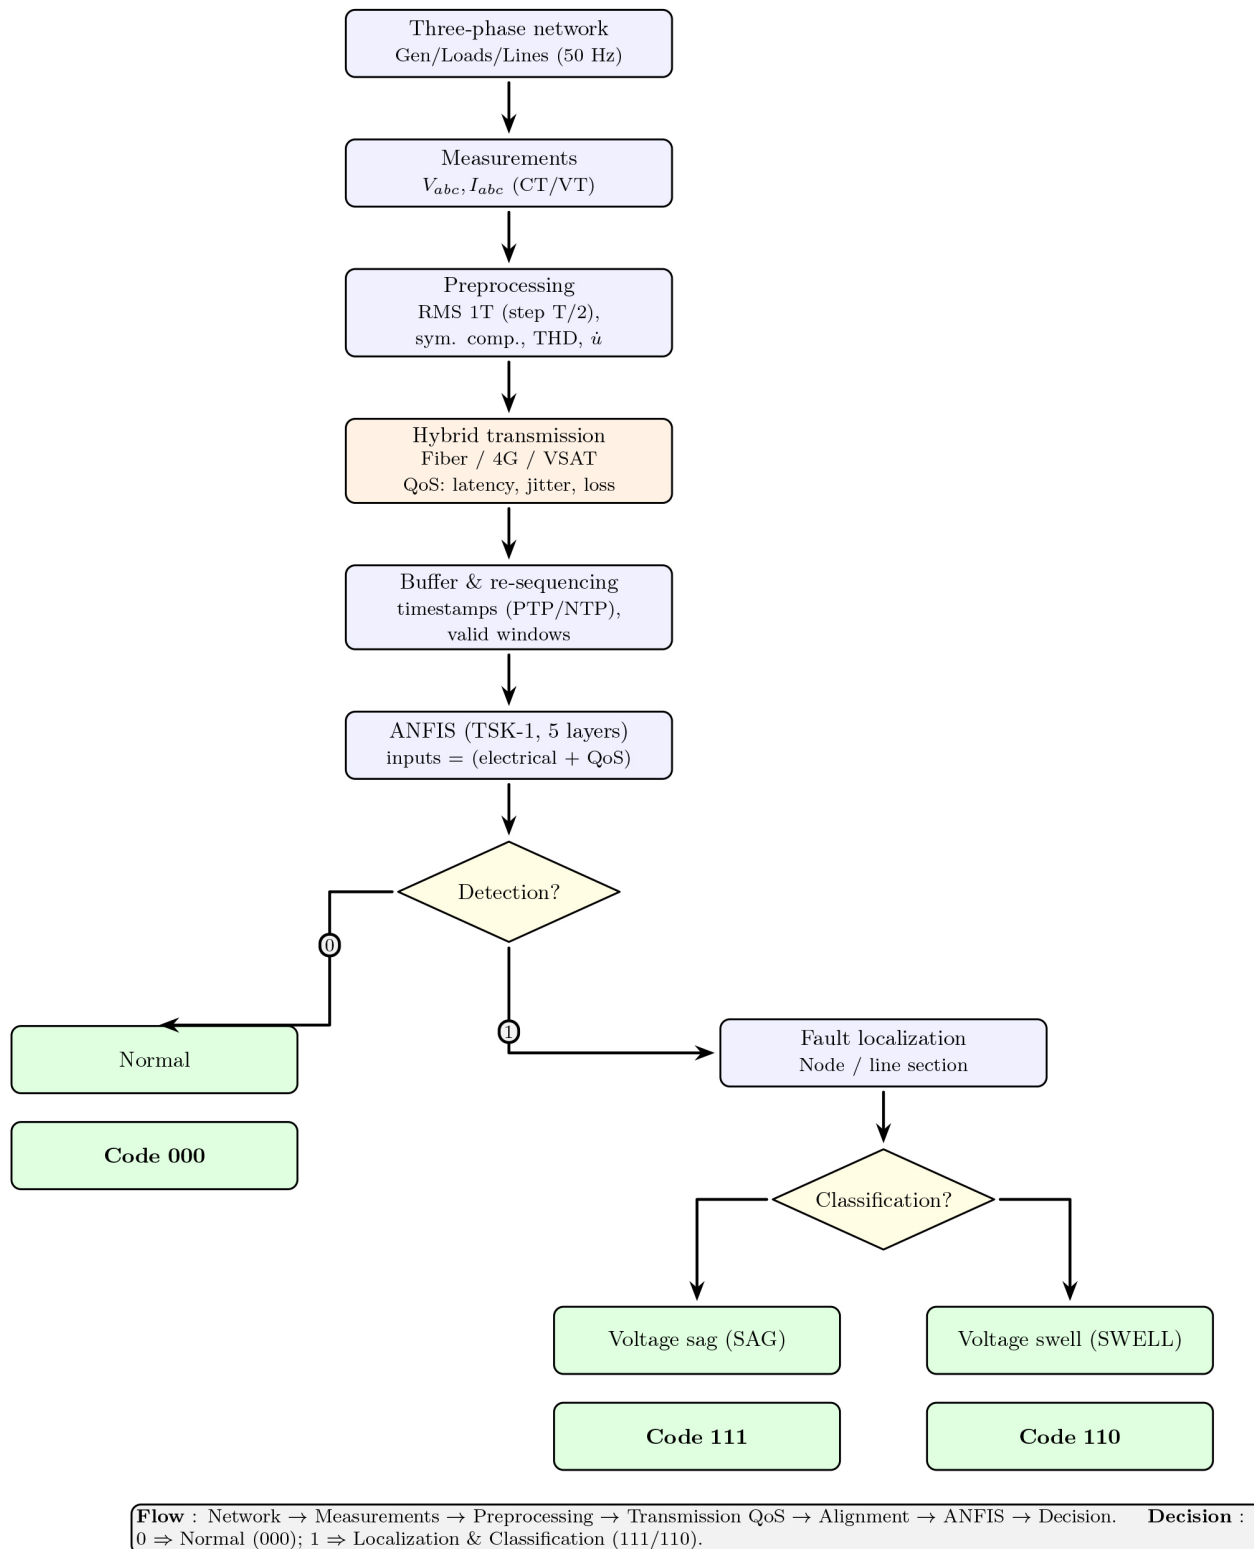 Three-phase network
Gen/Loads/Lines (50 Hz)
Measurements
V_abc, I_abc (CT/VT)
Preprocessing
RMS 1T (step T/2),
sym. comp., THD, u̇
Hybrid transmission
Fiber / 4G / VSAT
QoS: latency, jitter, loss
Buffer & re-sequencing
timestamps (PTP/NTP),
valid windows
ANFIS (TSK-1, 5 layers)
inputs = (electrical + QoS)
Detection?
0
1
Normal
Code 000
Fault localization
Node / line section
Classification?
Voltage sag (SAG)
Voltage swell (SWELL)
Code 111
Code 110
Flow : Network → Measurements → Preprocessing → Transmission QoS → Alignment → ANFIS → Decision. Decision :
0 ⇒ Normal (000); 1 ⇒ Localization & Classification (111/110).